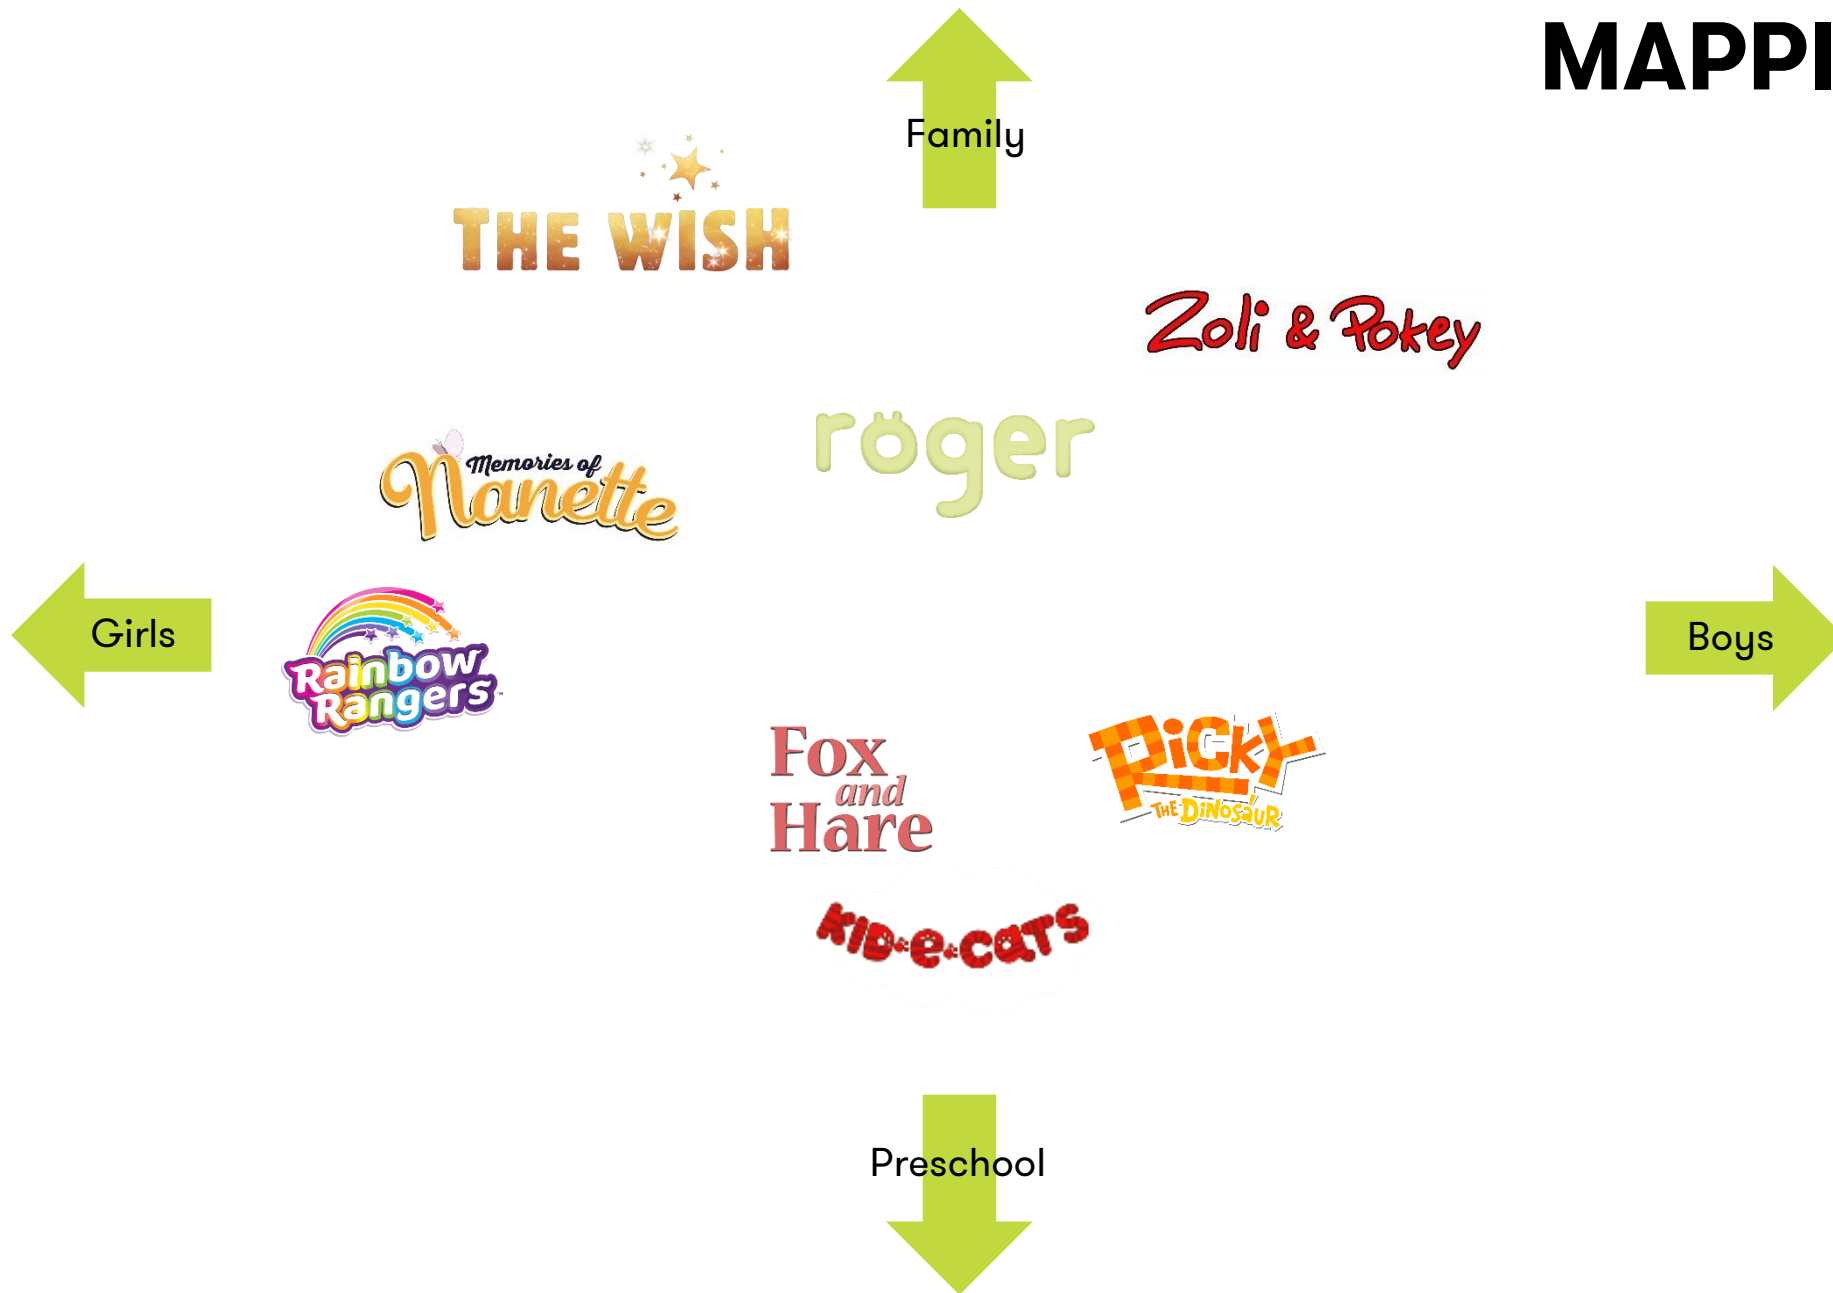 MAPPI
Family
THE WISH
Zoli & Pokey
röger
Memories of
Nanette
Girls
Boys
Rainbow
Rangers
Fox
and
Hare
RICKY
THE DINOSAUR
KID-E-CATS
Preschool